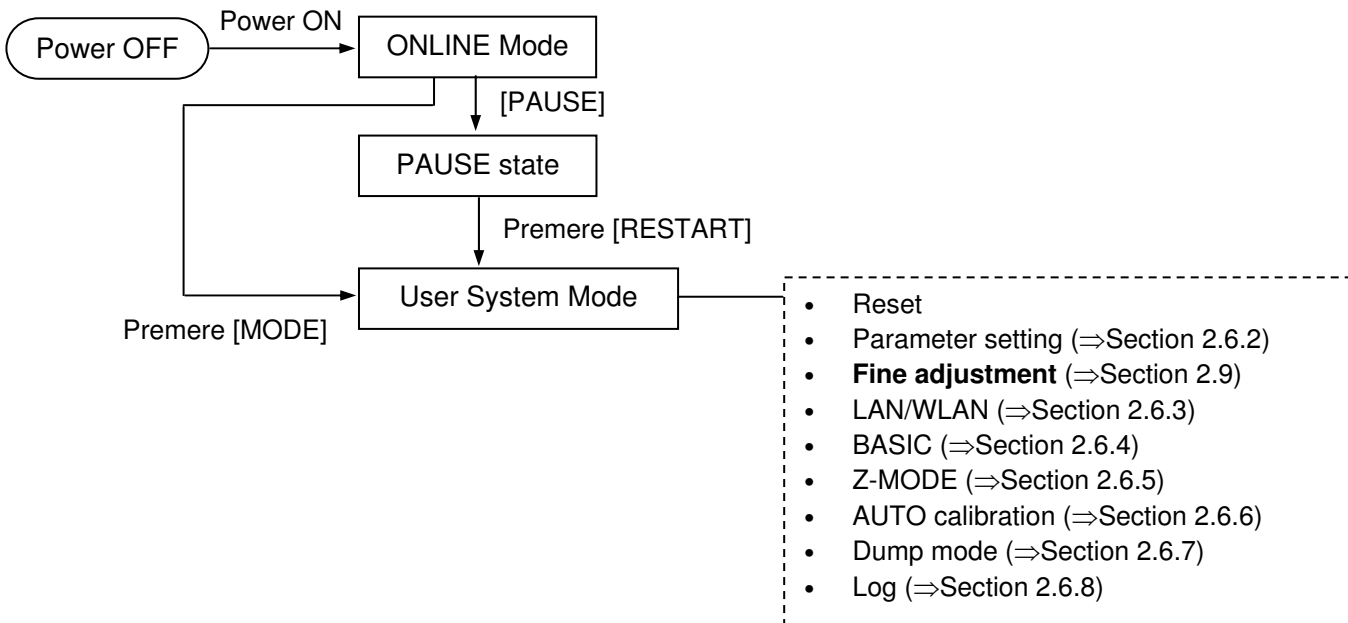 Power OFF
Power ON
ONLINE Mode
[PAUSE]
PAUSE state
Premere [RESTART]
User System Mode
Premere [MODE]
• Reset
• Parameter setting (⇒Section 2.6.2)
• Fine adjustment (⇒Section 2.9)
• LAN/WLAN (⇒Section 2.6.3)
• BASIC (⇒Section 2.6.4)
• Z-MODE (⇒Section 2.6.5)
• AUTO calibration (⇒Section 2.6.6)
• Dump mode (⇒Section 2.6.7)
• Log (⇒Section 2.6.8)